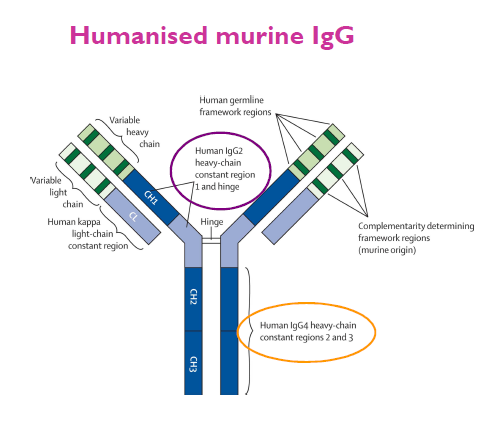 Humanised murine IgG
Human germline
framework regions
Variable
heavy
chain
Human IgG2
heavy-chain
constant region
1 and hinge
Variable
light
chain
CH1
CL
Human kappa
light-chain
constant region
Hinge
Complementarity determining
framework regions
(murine origin)
CH2
Human IgG4 heavy-chain
constant regions 2 and 3
CH3